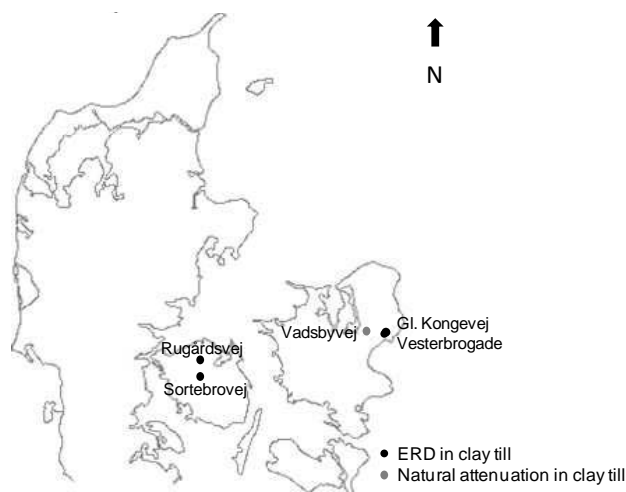 N
Vadsbyvej
Gl. Kongevej
Vesterbrogade
Rugårdsvej
Sortebrovej
ERD in clay till
Natural attenuation in clay till